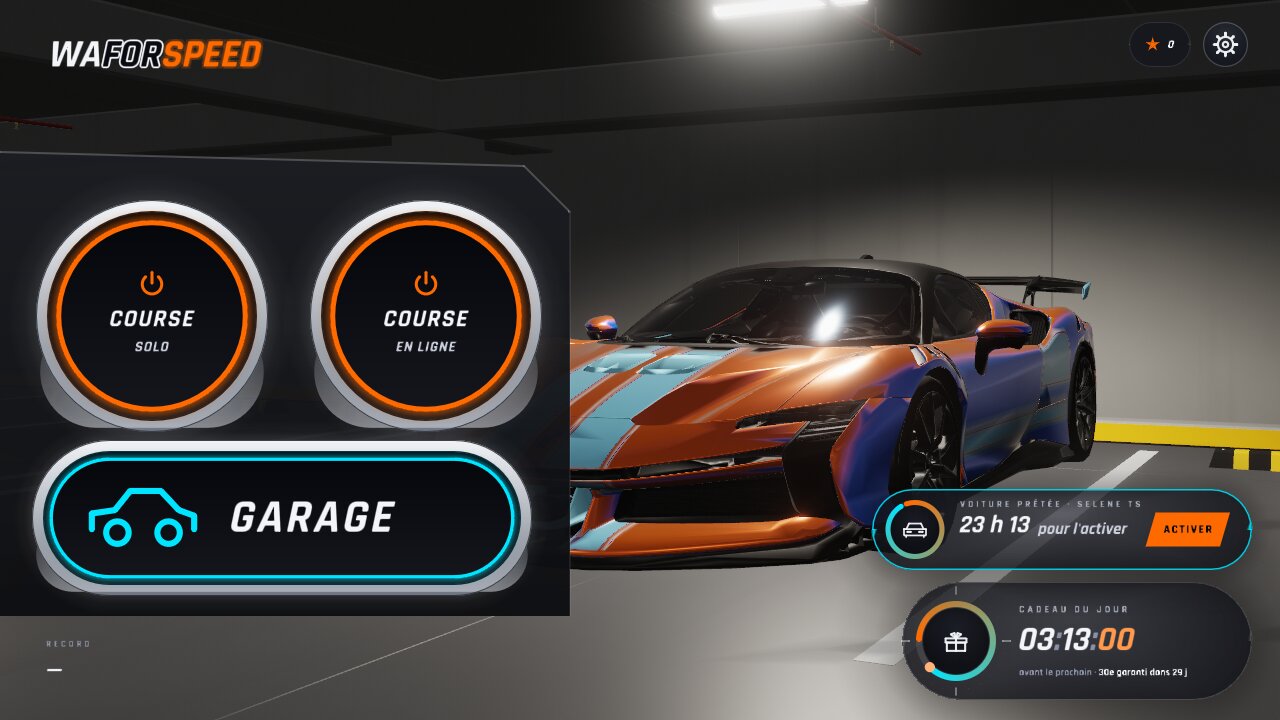 WAFORSPEED
0
COURSE
SOLO
COURSE
EN LIGNE
GARAGE
RECORD
—
VOITURE PRÊTÉE · SELENE TS
23 h 13 pour l'activer
ACTIVER
CADEAU DU JOUR
03:13:00
avant le prochain · 30e garanti dans 29 j